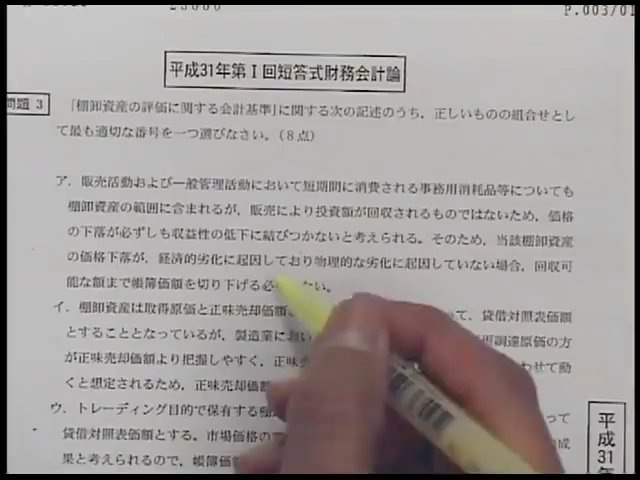 P.003/01
平成31年第Ⅰ回短答式財務会計論
問題 3
「棚卸資産の評価に関する会計基準」に関する次の記述のうち，正しいものの組合せとし
て最も適切な番号を一つ選びなさい。（8点）
ア．販売活動および一般管理活動において短期間に消費される事務用消耗品等についても
棚卸資産の範囲に含まれるが，販売により投資額が回収されるものではないため，価格
の下落が必ずしも収益性の低下に結びつかないと考えられる。そのため，当該棚卸資産
の価格下落が，経済的劣化に起因しており物理的な劣化に起因していない場合，回収可
能な額まで帳簿価額を切り下げる必 ない。
イ．棚卸資産は取得原価と正味売却価額 って，貸借対照表価額
とすることとなっているが，製造業にお 再調達原価の方
が正味売却価額より把握しやすく，正味 わせて動
くと想定されるため，正味売却価額
ウ．トレーディング目的で保有する棚 って
貸借対照表価額とする。市場価格の 成
果と考えられるので，帳簿価額
平成31年